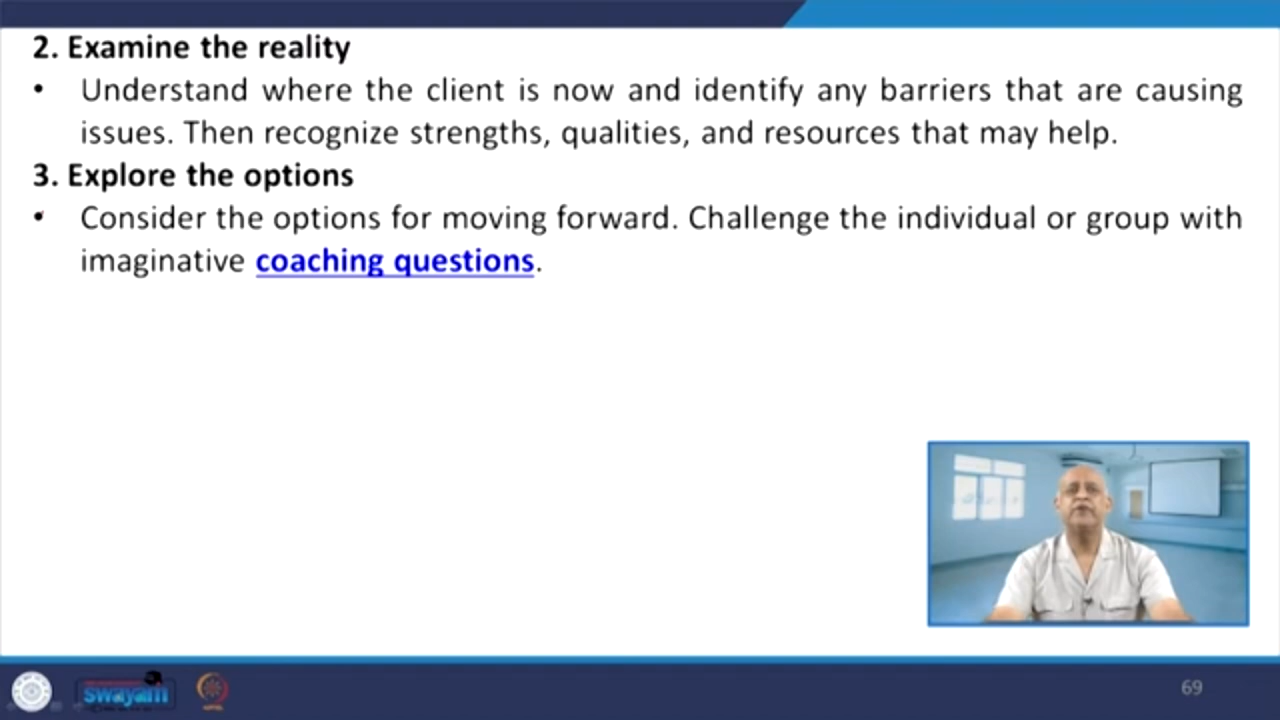 2. Examine the reality
• Understand where the client is now and identify any barriers that are causing
issues. Then recognize strengths, qualities, and resources that may help.
3. Explore the options
• Consider the options for moving forward. Challenge the individual or group with
imaginative coaching questions.
swayam
69